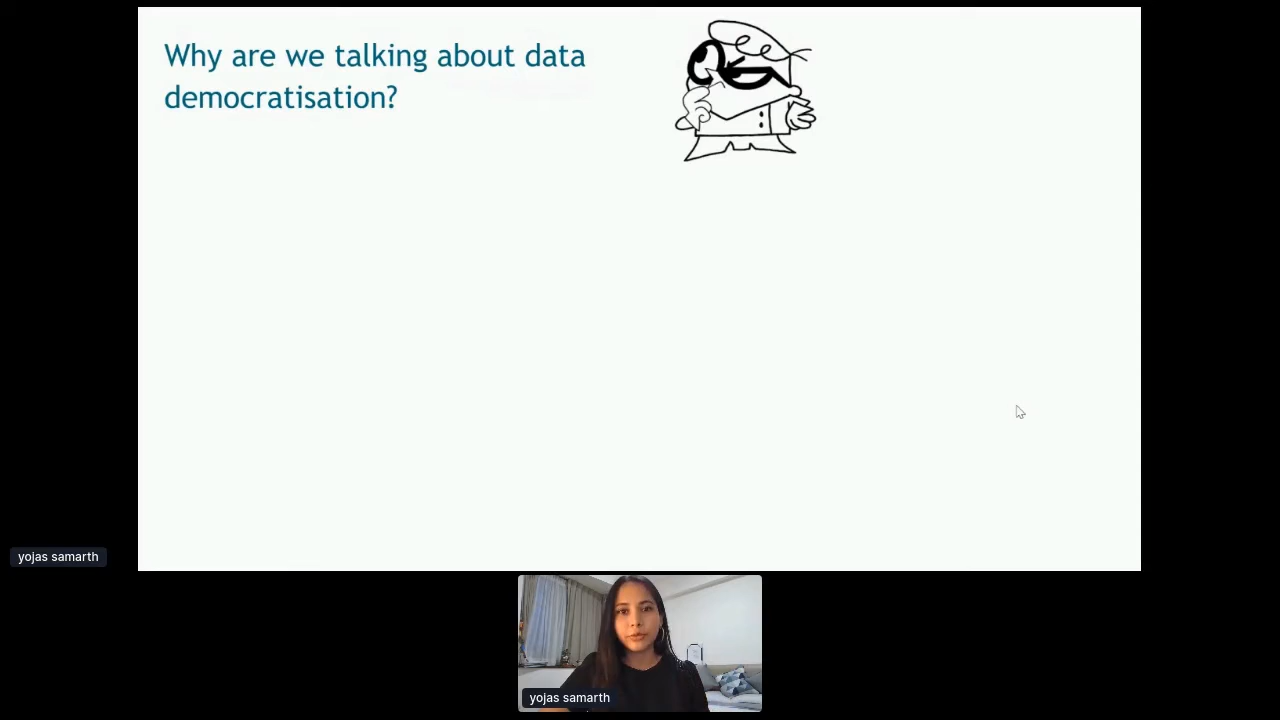 Why are we talking about data
democratisation?
yojas samarth
yojas samarth